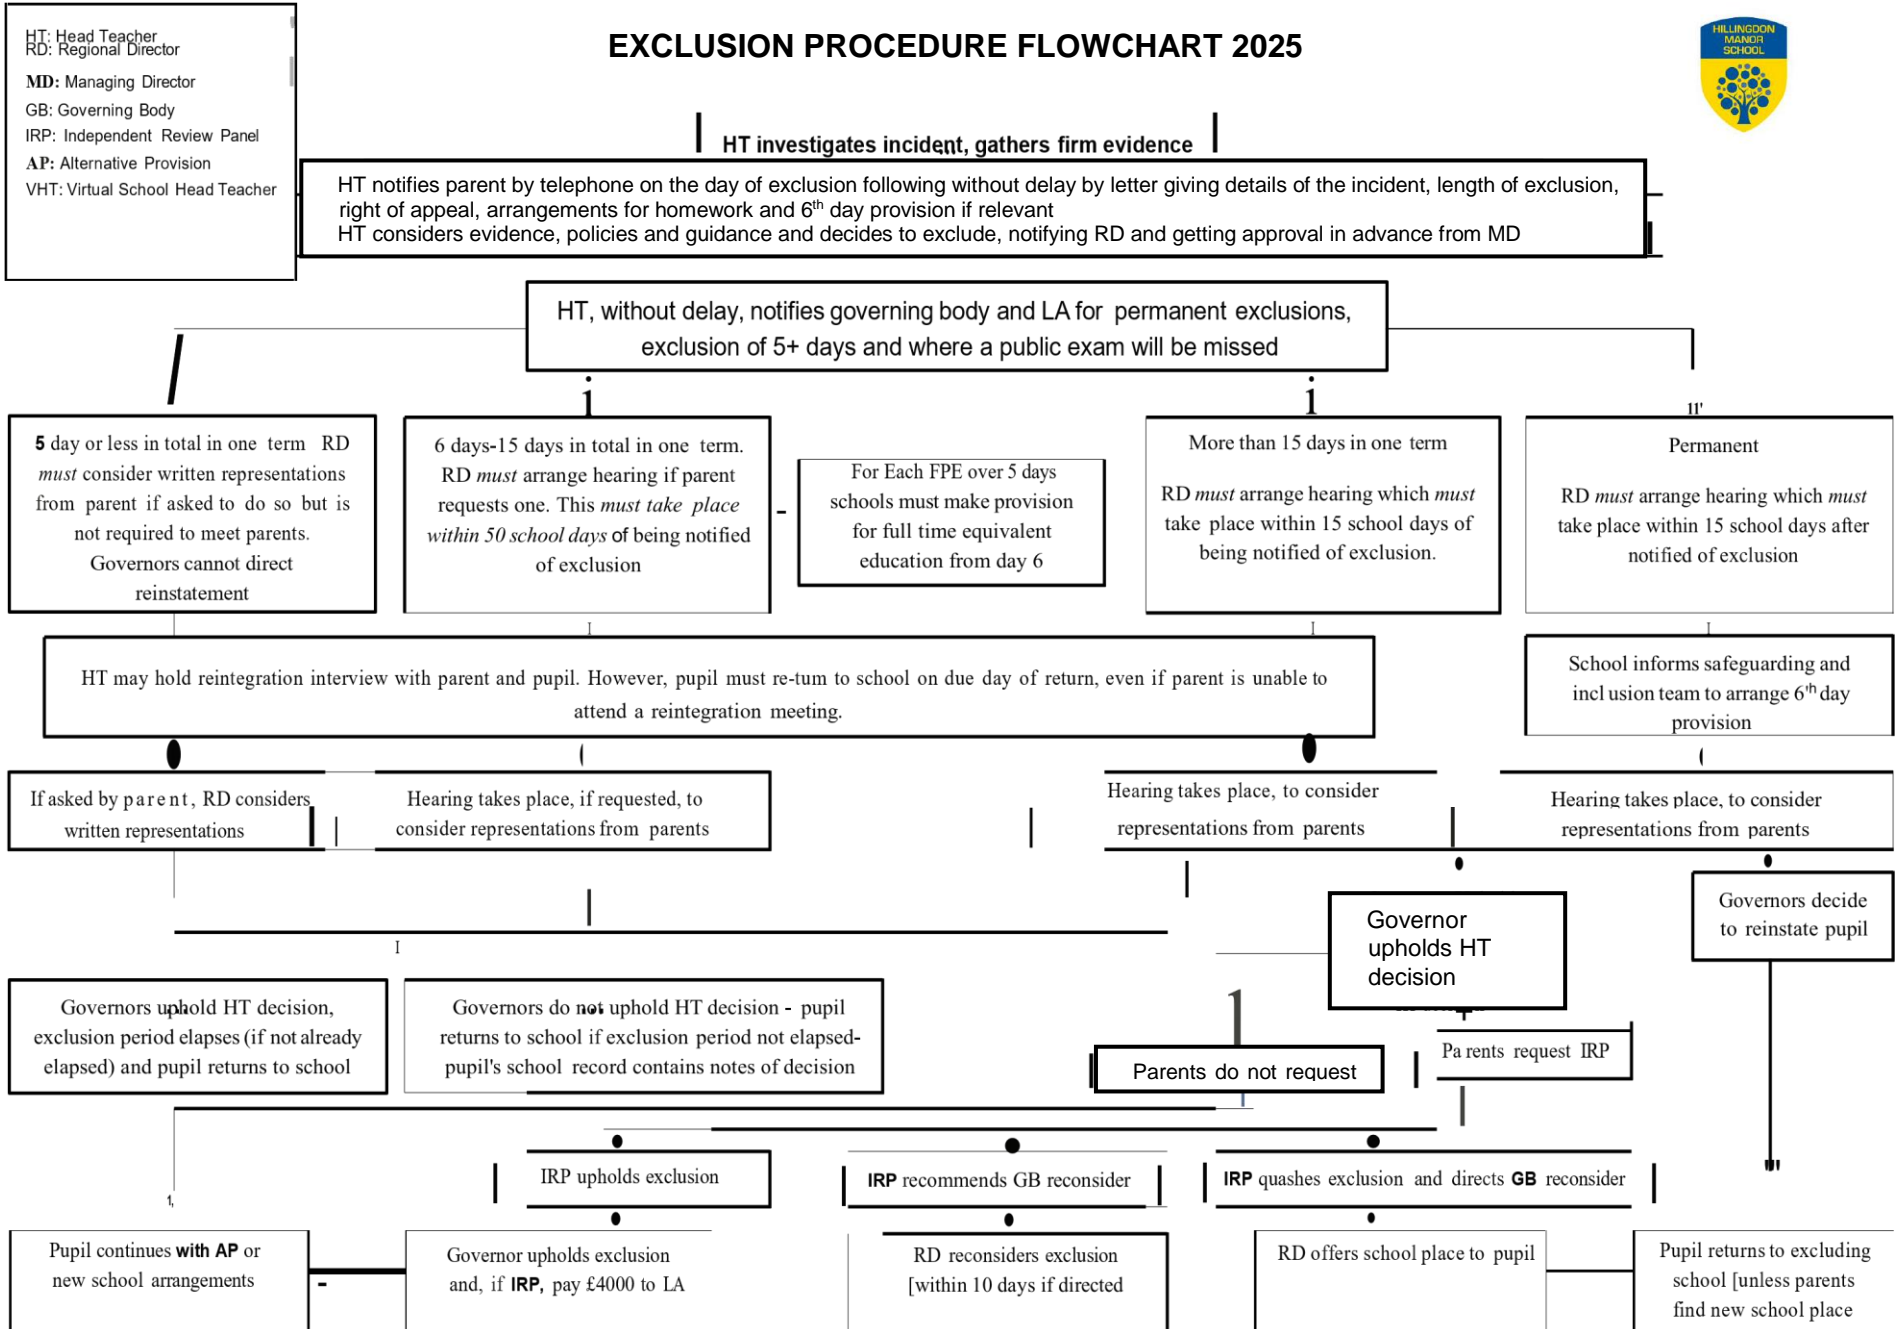 HT: Head Teacher
RD: Regional Director
MD: Managing Director
GB: Governing Body
IRP: Independent Review Panel
AP: Alternative Provision
VHT: Virtual School Head Teacher
EXCLUSION PROCEDURE FLOWCHART 2025
HILLINGDON
MANOR
SCHOOL
HT investigates incident, gathers firm evidence
HT notifies parent by telephone on the day of exclusion following without delay by letter giving details of the incident, length of exclusion,
right of appeal, arrangements for homework and 6th day provision if relevant
HT considers evidence, policies and guidance and decides to exclude, notifying RD and getting approval in advance from MD
HT, without delay, notifies governing body and LA for permanent exclusions,
exclusion of 5+ days and where a public exam will be missed
5 day or less in total in one term RD
must consider written representations
from parent if asked to do so but is
not required to meet parents.
Governors cannot direct
reinstatement
6 days-15 days in total in one term.
RD must arrange hearing if parent
requests one. This must take place
within 50 school days of being notified
of exclusion
For Each FPE over 5 days
schools must make provision
for full time equivalent
education from day 6
More than 15 days in one term
RD must arrange hearing which must
take place within 15 school days of
being notified of exclusion.
Permanent
RD must arrange hearing which must
take place within 15 school days after
notified of exclusion
HT may hold reintegration interview with parent and pupil. However, pupil must re-tum to school on due day of return, even if parent is unable to
attend a reintegration meeting.
School informs safeguarding and
incl usion team to arrange 6'h day
provision
If asked by parent, RD considers
written representations
Hearing takes place, if requested, to
consider representations from parents
Hearing takes place, to consider
representations from parents
Hearing takes place, to consider
representations from parents
Governor
upholds HT
decision
Governors decide
to reinstate pupil
Governors uphold HT decision,
exclusion period elapses (if not already
elapsed) and pupil returns to school
Governors do not uphold HT decision - pupil
returns to school if exclusion period not elapsed-
pupil's school record contains notes of decision
Parents do not request
Pa rents request IRP
IRP upholds exclusion
IRP recommends GB reconsider
IRP quashes exclusion and directs GB reconsider
Pupil continues with AP or
new school arrangements
Governor upholds exclusion
and, if IRP, pay £4000 to LA
RD reconsiders exclusion
[within 10 days if directed
RD offers school place to pupil
Pupil returns to excluding
school [unless parents
find new school place